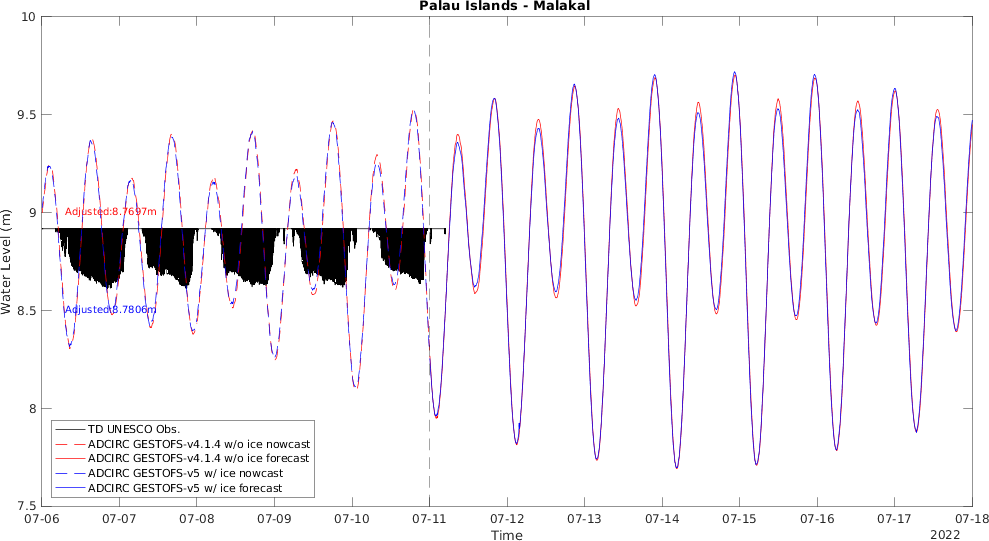 Palau Islands - Malakal
10
9.5
9
8.5
8
7.5
Water Level (m)
Adjusted:8.7697m
Adjusted:8.7806m
TD UNESCO Obs.
ADCIRC GESTOFS-v4.1.4 w/o ice nowcast
ADCIRC GESTOFS-v4.1.4 w/o ice forecast
ADCIRC GESTOFS-v5 w/ ice nowcast
ADCIRC GESTOFS-v5 w/ ice forecast
07-06 07-07 07-08 07-09 07-10 07-11 07-12 07-13 07-14 07-15 07-16 07-17 07-18
Time
2022